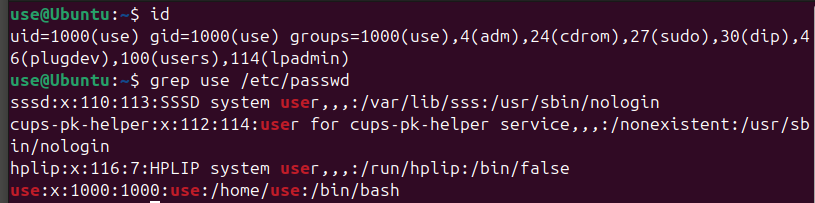 use@Ubuntu:~$ id
uid=1000(use) gid=1000(use) groups=1000(use),4(adm),24(cdrom),27(sudo),30(dip),4
6(plugdev),100(users),114(lpadmin)
use@Ubuntu:~$ grep use /etc/passwd
sssd:x:110:113:SSSD system user,,,:/var/lib/sss:/usr/sbin/nologin
cups-pk-helper:x:112:114:user for cups-pk-helper service,,,:/nonexistent:/usr/sb
in/nologin
hplip:x:116:7:HPLIP system user,,,:/run/hplip:/bin/false
use:x:1000:1000:use:/home/use:/bin/bash